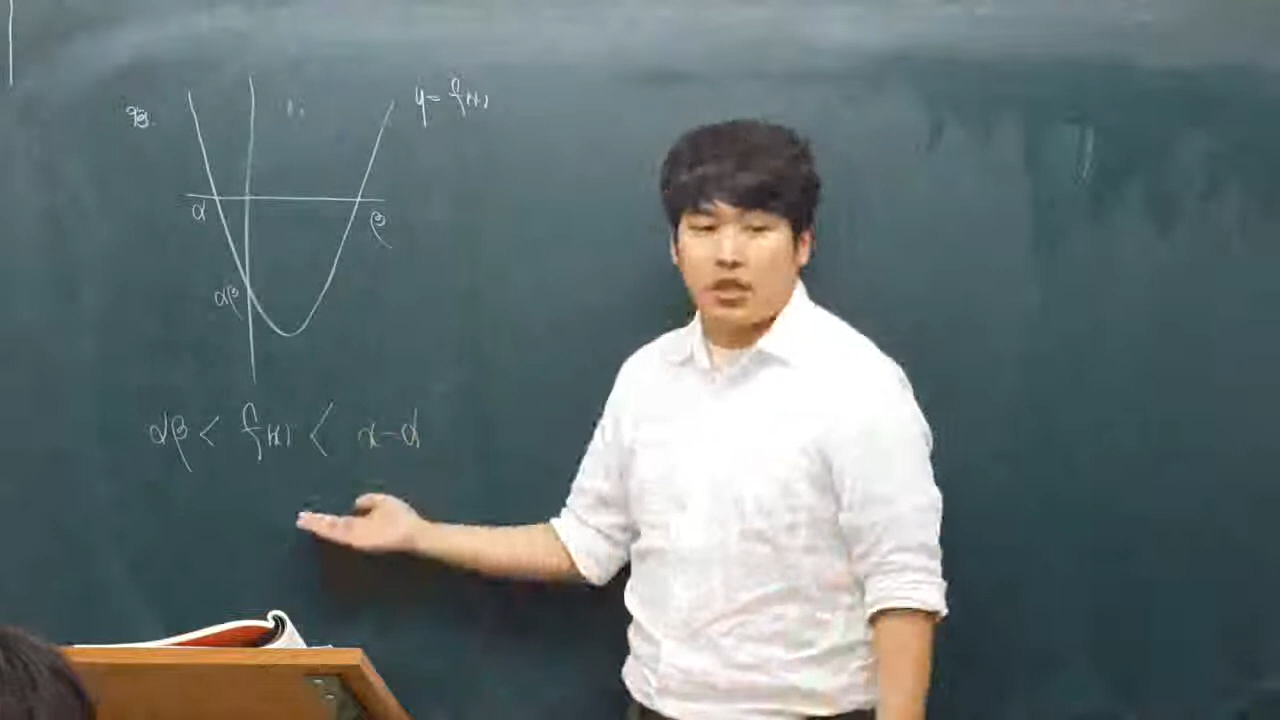 y = f(x)
α
β
αβ
αβ < f(x) < x - α